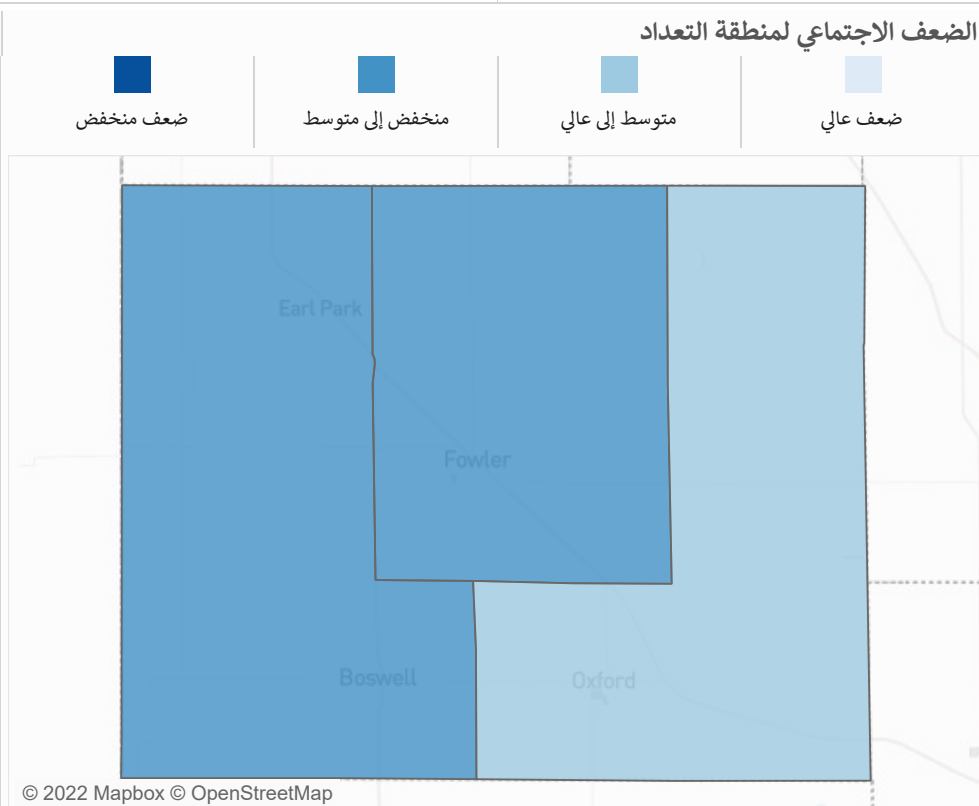 الضعف الاجتماعي لمنطقة التعداد
ضعف عالي
متوسط إلى عالي
منخفض إلى متوسط
ضعف منخفض
Earl Park
Fowler
Boswell
Oxford
© 2022 Mapbox © OpenStreetMap